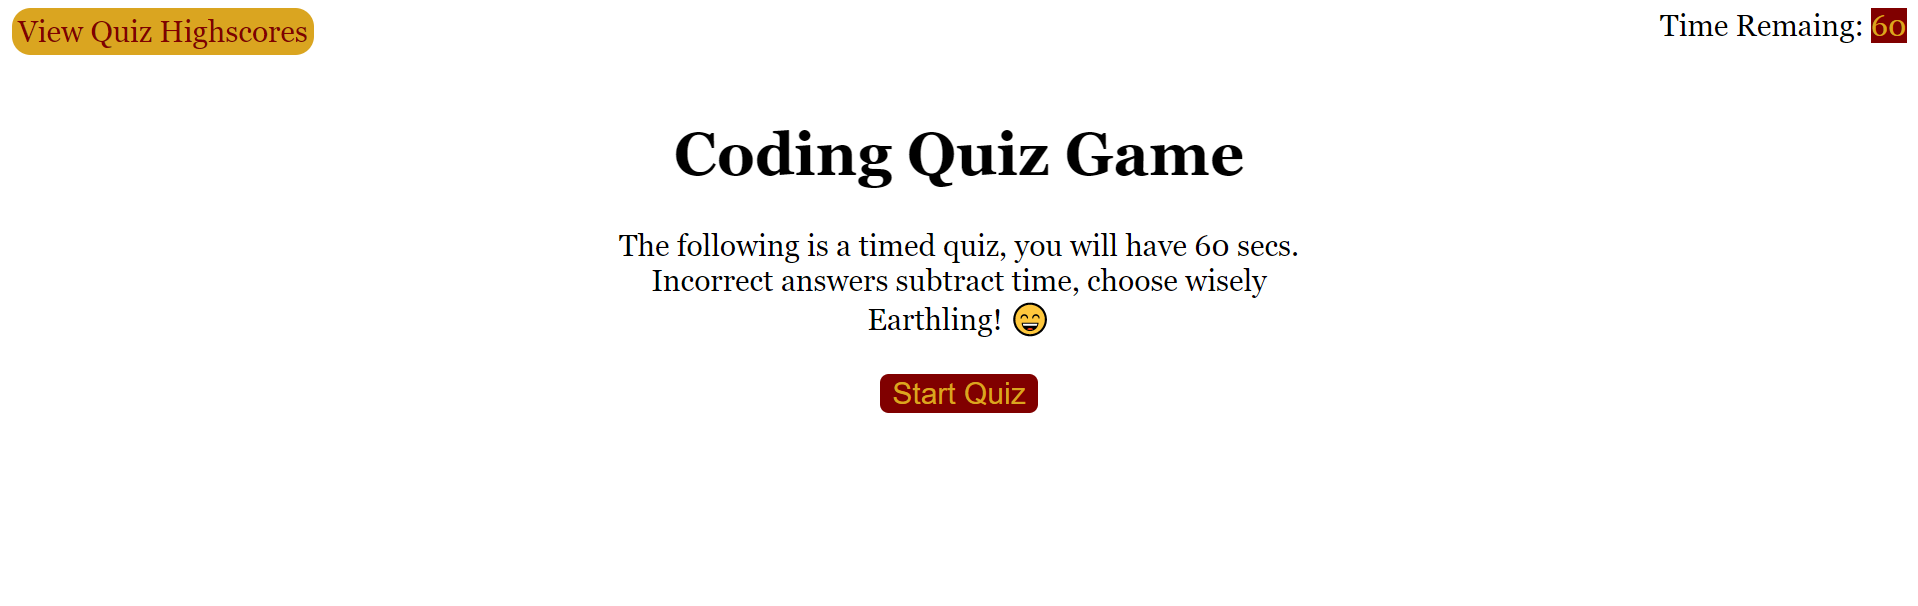 View Quiz Highscores
Time Remaing: 60
Coding Quiz Game
The following is a timed quiz, you will have 60 secs.
Incorrect answers subtract time, choose wisely
Earthling! 😄
Start Quiz